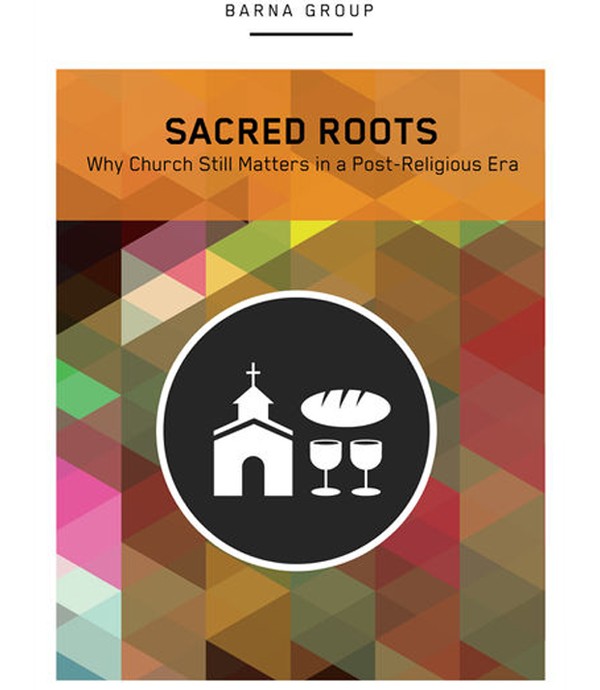 BARNA GROUP
SACRED ROOTS
Why Church Still Matters in a Post-Religious Era